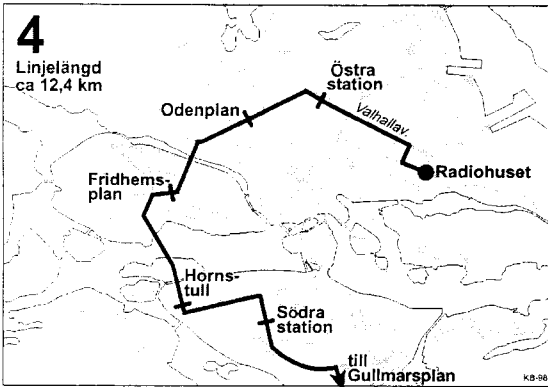 4
Linjelängd
ca 12,4 km
Östra
station
Odenplan
Valhallav.
Radiohuset
Fridhems-
plan
Horns-
tull
Södra
station
till
Gullmarsplan
KB-98